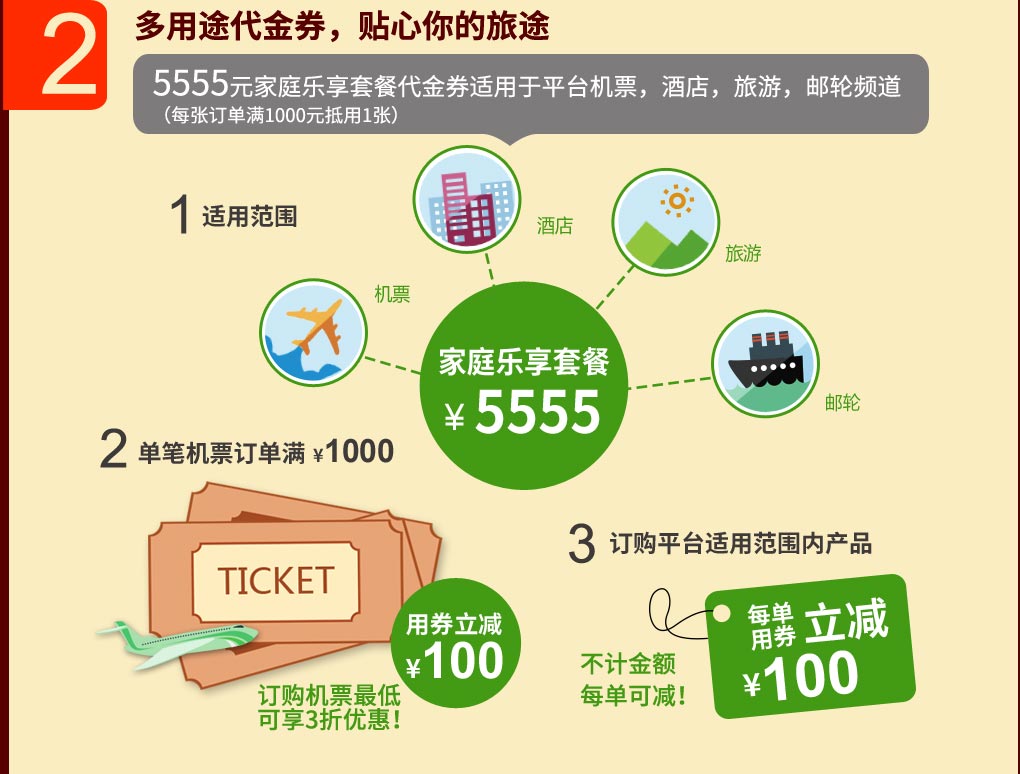 2
多用途代金券，贴心你的旅途
5555元家庭乐享套餐代金券适用于平台机票，酒店，旅游，邮轮频道
（每张订单满1000元抵用1张）
1 适用范围
酒店
旅游
机票
邮轮
家庭乐享套餐
¥ 5555
2 单笔机票订单满 ¥1000
TICKET
用券立减
¥100
订购机票最低
可享3折优惠！
3 订购平台适用范围内产品
每单
用券 立减
¥100
不计金额
每单可减！